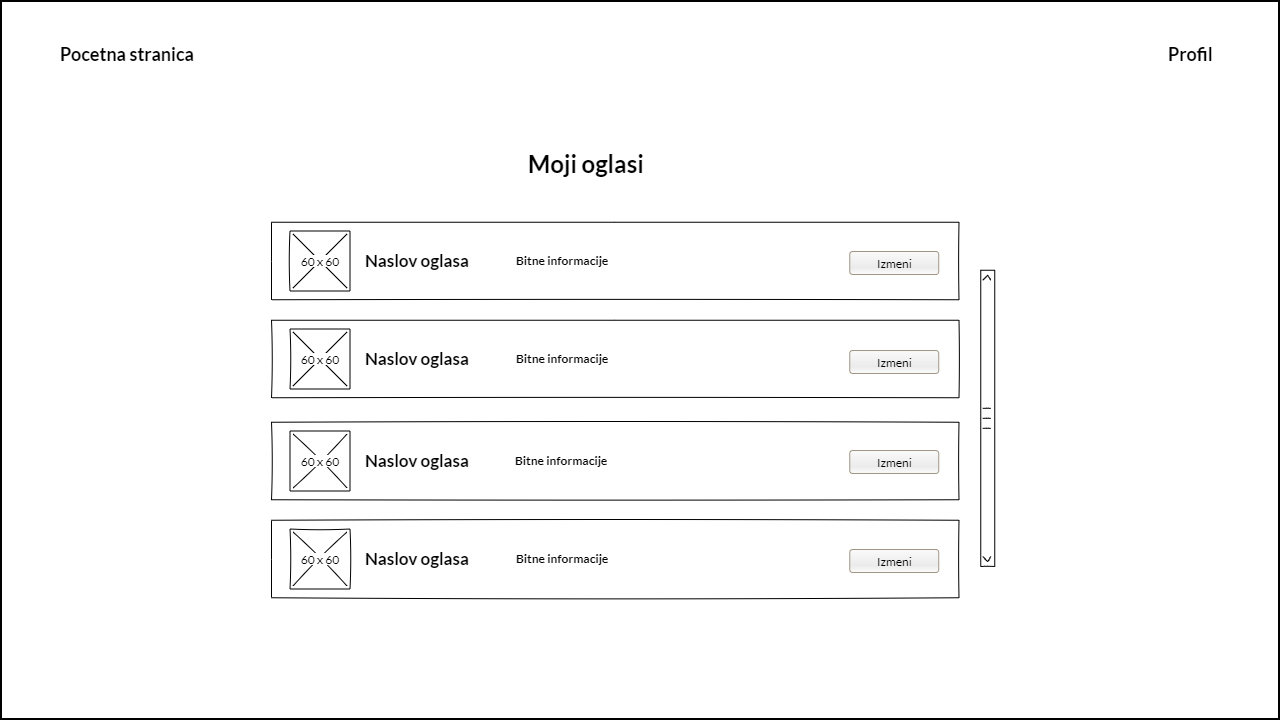 Pocetna stranica
Profil
Moji oglasi
60 x 60
Naslov oglasa
Bitne informacije
Izmeni
60 x 60
Naslov oglasa
Bitne informacije
Izmeni
60 x 60
Naslov oglasa
Bitne informacije
Izmeni
60 x 60
Naslov oglasa
Bitne informacije
Izmeni